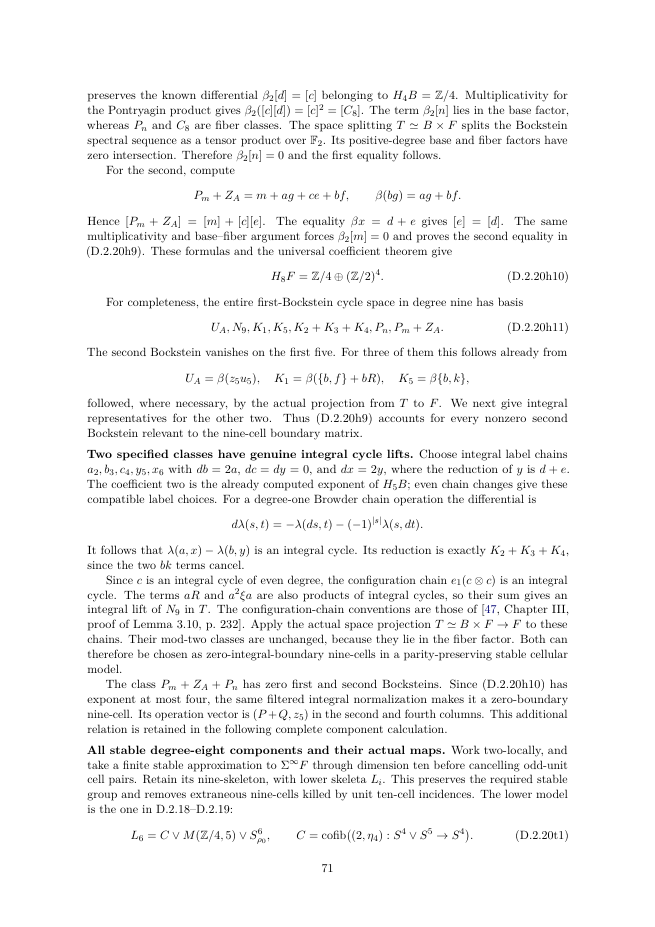 preserves the known differential β₂[d] = [c] belonging to H₄B = ℤ/4. Multiplicativity for
the Pontryagin product gives β₂([c][d]) = [c]² = [C₈]. The term β₂[n] lies in the base factor,
whereas Pₙ and C₈ are fiber classes. The space splitting T ≃ B × F splits the Bockstein
spectral sequence as a tensor product over 𝔽₂. Its positive-degree base and fiber factors have
zero intersection. Therefore β₂[n] = 0 and the first equality follows.
For the second, compute
Pₘ + Z_A = m + ag + ce + bf, β(bg) = ag + bf.
Hence [Pₘ + Z_A] = [m] + [c][e]. The equality βx = d + e gives [e] = [d]. The same
multiplicativity and base–fiber argument forces β₂[m] = 0 and proves the second equality in
(D.2.20h9). These formulas and the universal coefficient theorem give
H₈F = ℤ/4 ⊕ (ℤ/2)⁴. (D.2.20h10)
For completeness, the entire first-Bockstein cycle space in degree nine has basis
U_A, N₉, K₁, K₅, K₂ + K₃ + K₄, Pₙ, Pₘ + Z_A. (D.2.20h11)
The second Bockstein vanishes on the first five. For three of them this follows already from
U_A = β(z₅u₅), K₁ = β({b, f} + bR), K₅ = β{b, k},
followed, where necessary, by the actual projection from T to F. We next give integral
representatives for the other two. Thus (D.2.20h9) accounts for every nonzero second
Bockstein relevant to the nine-cell boundary matrix.
Two specified classes have genuine integral cycle lifts. Choose integral label chains
a₂, b₃, c₄, y₅, x₆ with db = 2a, dc = dy = 0, and dx = 2y, where the reduction of y is d + e.
The coefficient two is the already computed exponent of H₅B; even chain changes give these
compatible label choices. For a degree-one Browder chain operation the differential is
dλ(s, t) = −λ(ds, t) − (−1)^{|s|}λ(s, dt).
It follows that λ(a, x) − λ(b, y) is an integral cycle. Its reduction is exactly K₂ + K₃ + K₄,
since the two bk terms cancel.
Since c is an integral cycle of even degree, the configuration chain e₁(c ⊗ c) is an integral
cycle. The terms aR and a²ξa are also products of integral cycles, so their sum gives an
integral lift of N₉ in T. The configuration-chain conventions are those of [47, Chapter III,
proof of Lemma 3.10, p. 232]. Apply the actual space projection T ≃ B × F → F to these
chains. Their mod-two classes are unchanged, because they lie in the fiber factor. Both can
therefore be chosen as zero-integral-boundary nine-cells in a parity-preserving stable cellular
model.
The class Pₘ + Z_A + Pₙ has zero first and second Bocksteins. Since (D.2.20h10) has
exponent at most four, the same filtered integral normalization makes it a zero-boundary
nine-cell. Its operation vector is (P +Q, z₅) in the second and fourth columns. This additional
relation is retained in the following complete component calculation.
All stable degree-eight components and their actual maps. Work two-locally, and
take a finite stable approximation to Σ^∞F through dimension ten before cancelling odd-unit
cell pairs. Retain its nine-skeleton, with lower skeleta Lᵢ. This preserves the required stable
group and removes extraneous nine-cells killed by unit ten-cell incidences. The lower model
is the one in D.2.18–D.2.19:
L₆ = C ∨ M(ℤ/4, 5) ∨ S⁶_{ρ₀}, C = cofib((2, η₄) : S⁴ ∨ S⁵ → S⁴). (D.2.20t1)
71